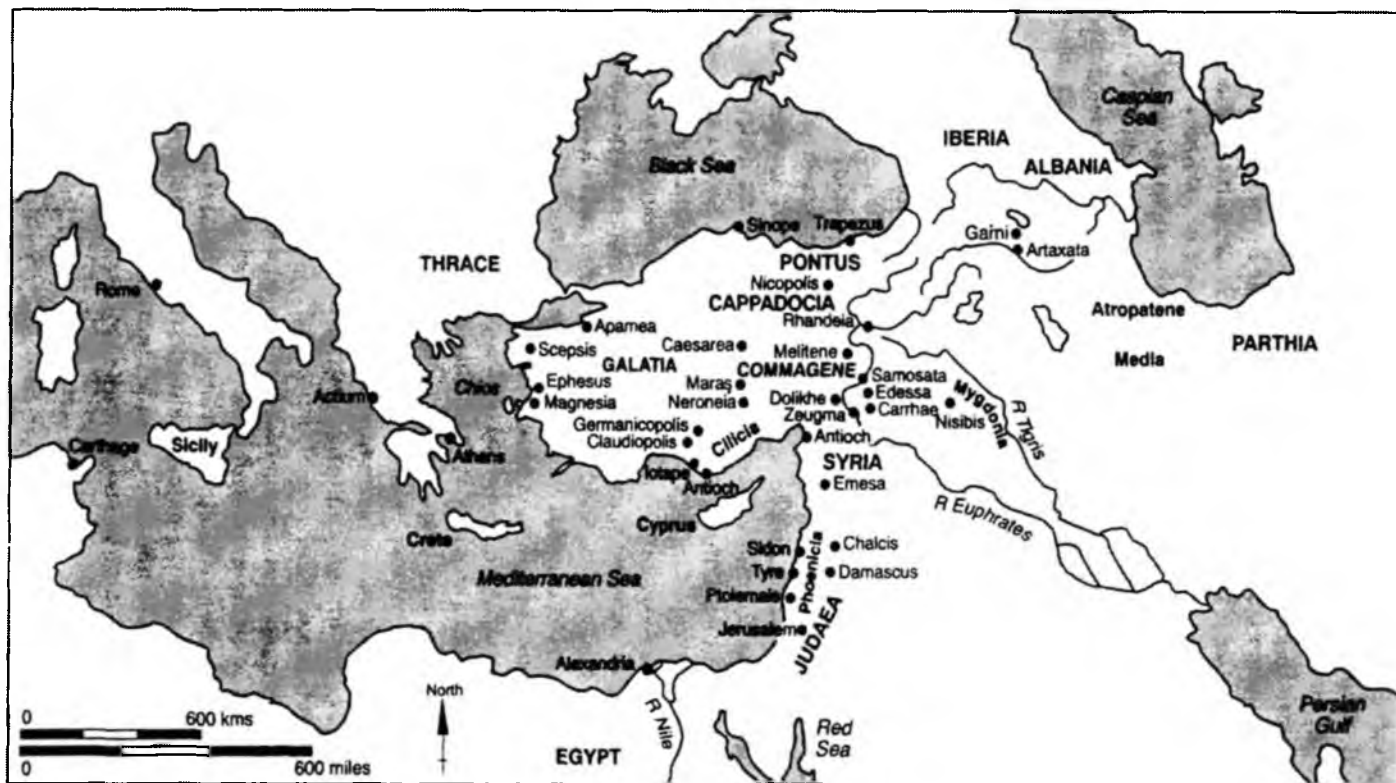 Caspian
Sea
Black Sea
IBERIA
ALBANIA
Sinope
Trapezus
Garni
Artaxata
THRACE
PONTUS
Nicopolis
CAPPADOCIA
Rome
Rhandeia
Atropatene
Apamea
PARTHIA
Scepsis
Caesarea
Melitene
Media
GALATIA
COMMAGENE
Chios
Ephesus
Maraş
Samosata
Actium
Magnesia
Neroneia
Dolikhe
Edessa
Mygdonia
Zeugma
Carrhae
Nisibis
R Tigris
Germanicopolis
Cilicia
Carthage
Sicily
Athens
Claudiopolis
Antioch
Iotape
Antioch
SYRIA
Emesa
R Euphrates
Crete
Cyprus
Sidon
Chalcis
Mediterranean Sea
Tyre
Phoenicia
Damascus
Ptolemais
Jerusalem
JUDAEA
Alexandria
North
R Nile
Red
Sea
Persian
Gulf
0
600 kms
EGYPT
0
600 miles